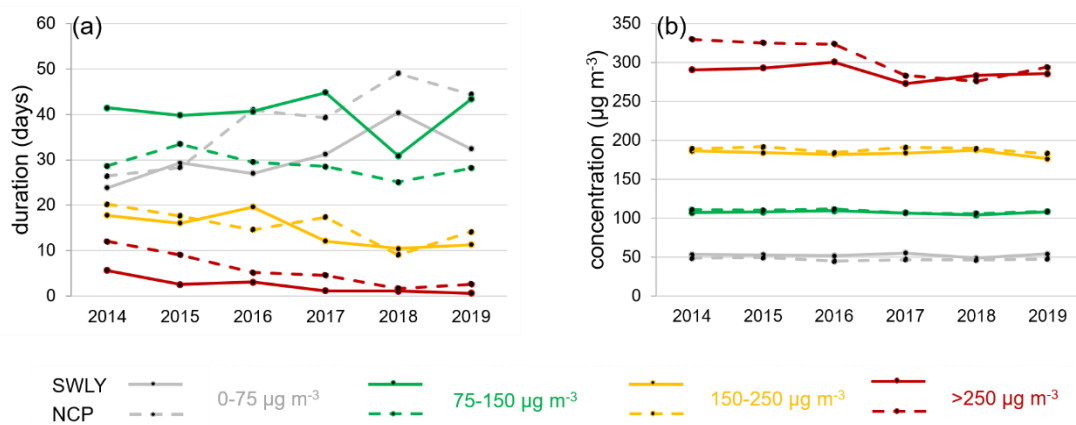 (a)
60
50
40
30
20
10
0
duration (days)
2014 2015 2016 2017 2018 2019
(b)
350
300
250
200
150
100
50
0
concentration (µg m⁻³)
2014 2015 2016 2017 2018 2019
SWLY
NCP
0-75 µg m⁻³
75-150 µg m⁻³
150-250 µg m⁻³
>250 µg m⁻³